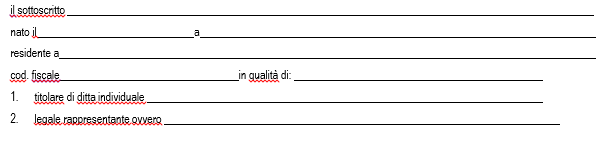 il sottoscritto
nato il a
residente a
cod. fiscale in qualità di:
1. titolare di ditta individuale
2. legale rappresentante ovvero